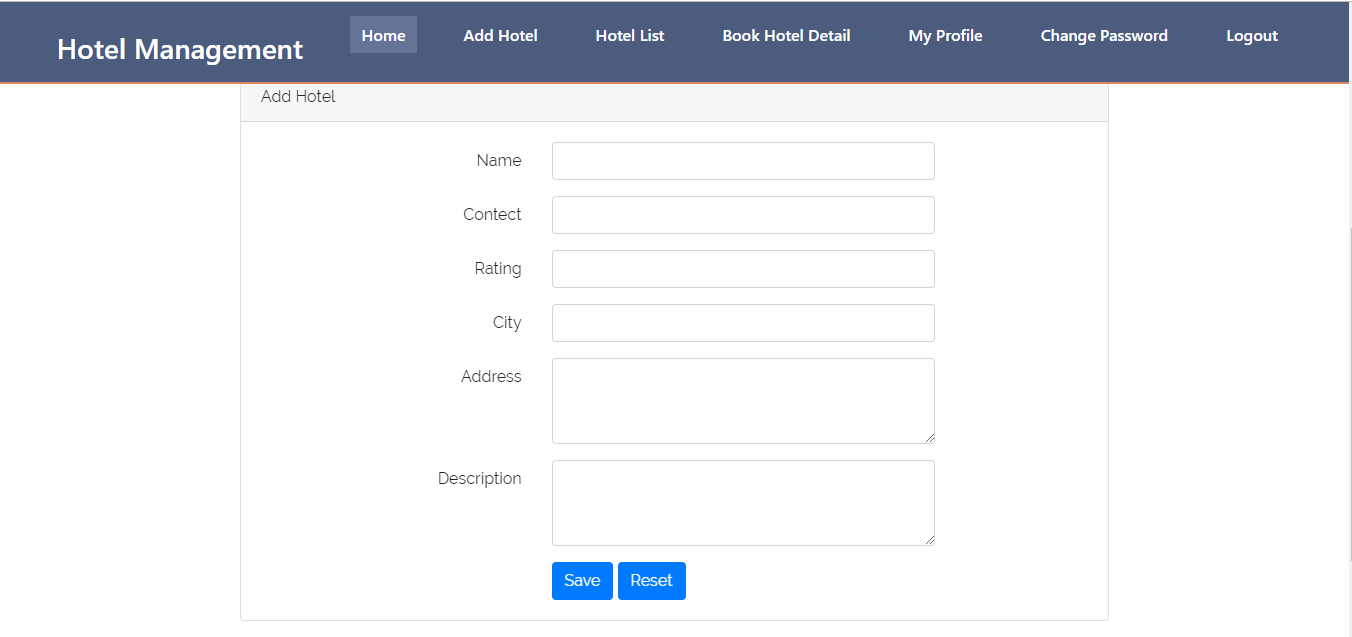 Hotel Management
Home Add Hotel Hotel List Book Hotel Detail My Profile Change Password Logout
Add Hotel
Name
Contect
Rating
City
Address
Description
Save Reset